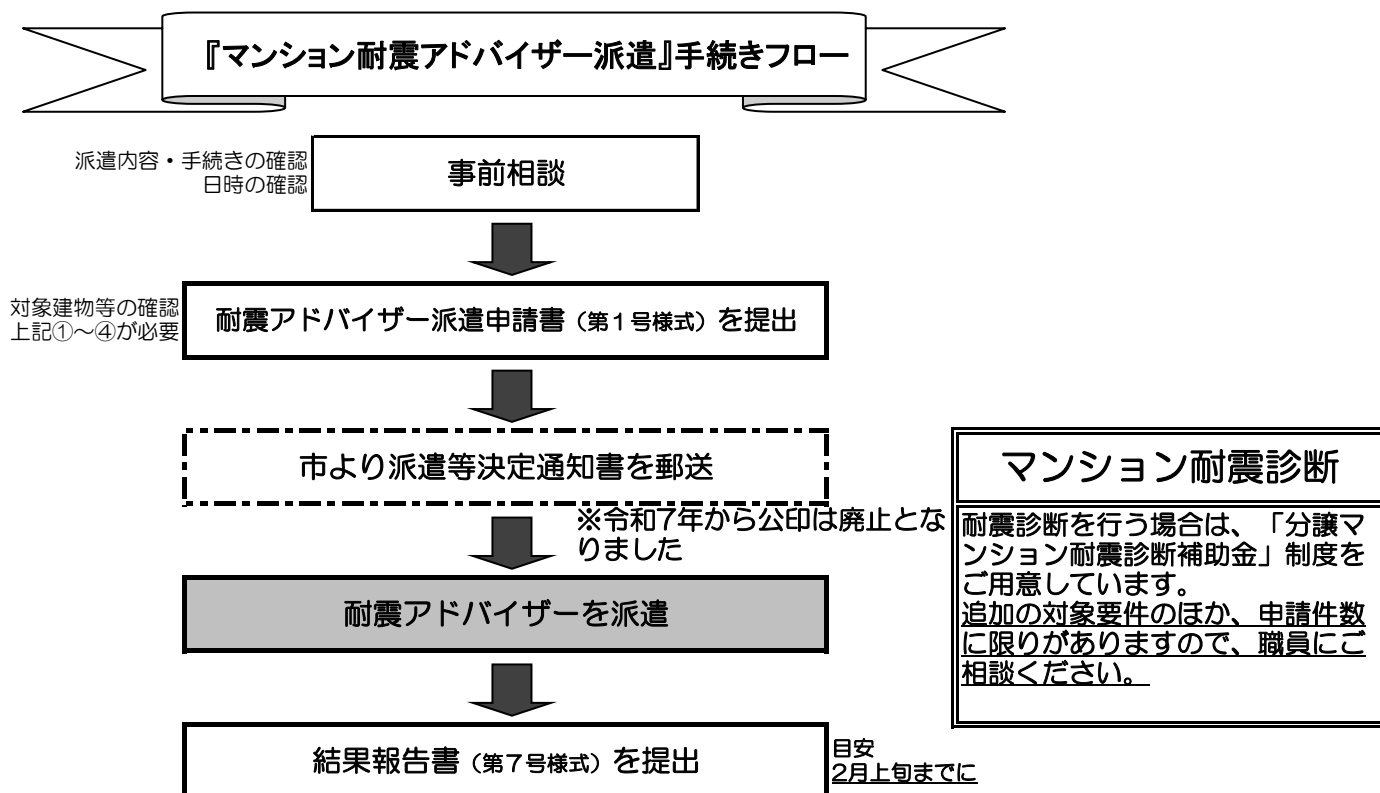 『マンション耐震アドバイザー派遣』手続きフロー
派遣内容・手続きの確認
日時の確認
事前相談
対象建物等の確認
上記①～④が必要
耐震アドバイザー派遣申請書（第１号様式）を提出
市より派遣等決定通知書を郵送
※令和7年から公印は廃止とな
りました
耐震アドバイザーを派遣
結果報告書（第７号様式）を提出
目安
2月上旬までに
マンション耐震診断
耐震診断を行う場合は、「分譲マ
ンション耐震診断補助金」制度を
ご用意しています。
追加の対象要件のほか、申請件数
に限りがありますので、職員にご
相談ください。